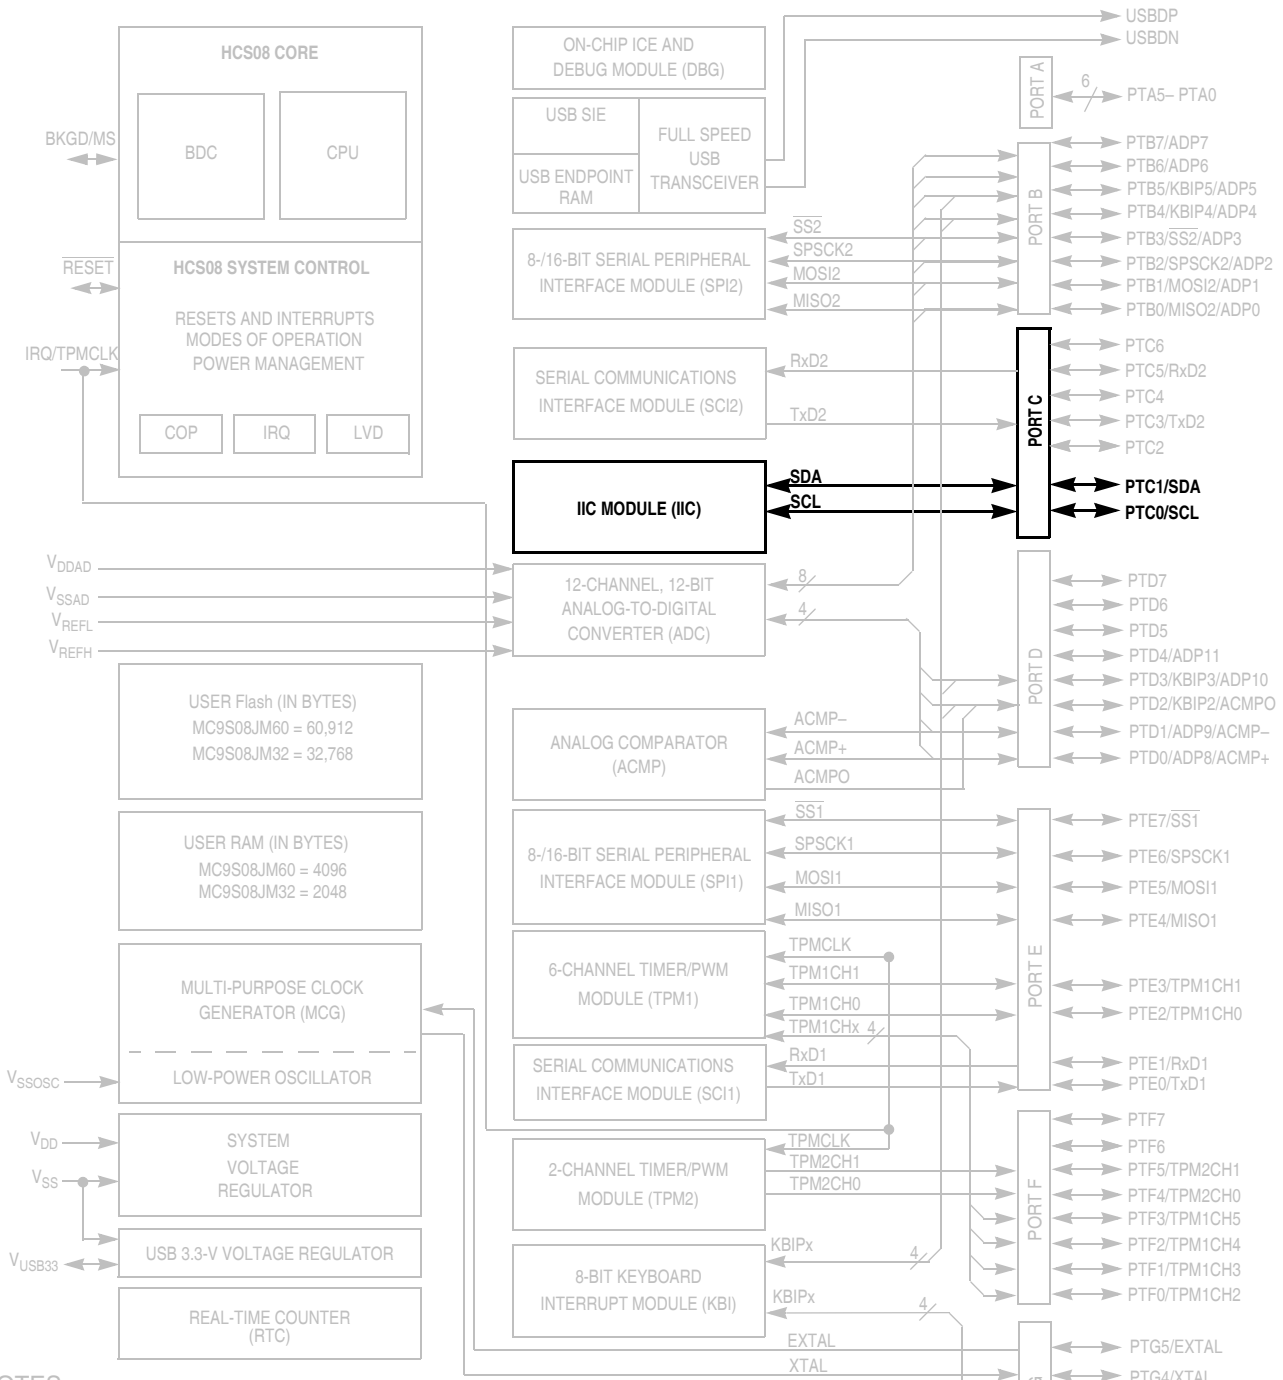 HCS08 CORE
BDC
CPU
BKGD/MS
HCS08 SYSTEM CONTROL
RESET
RESETS AND INTERRUPTS
MODES OF OPERATION
POWER MANAGEMENT
IRQ/TPMCLK
COP
IRQ
LVD
VDDAD
VSSAD
VREFL
VREFH
USER Flash (IN BYTES)
MC9S08JM60 = 60,912
MC9S08JM32 = 32,768
USER RAM (IN BYTES)
MC9S08JM60 = 4096
MC9S08JM32 = 2048
MULTI-PURPOSE CLOCK
GENERATOR (MCG)
LOW-POWER OSCILLATOR
VSSOSC
VDD
VSS
SYSTEM
VOLTAGE
REGULATOR
VUSB33
USB 3.3-V VOLTAGE REGULATOR
REAL-TIME COUNTER
(RTC)
ON-CHIP ICE AND
DEBUG MODULE (DBG)
USB SIE
USB ENDPOINT
RAM
FULL SPEED
USB
TRANSCEIVER
8-/16-BIT SERIAL PERIPHERAL
INTERFACE MODULE (SPI2)
SS2
SPSCK2
MOSI2
MISO2
SERIAL COMMUNICATIONS
INTERFACE MODULE (SCI2)
RxD2
TxD2
IIC MODULE (IIC)
SDA
SCL
12-CHANNEL, 12-BIT
ANALOG-TO-DIGITAL
CONVERTER (ADC)
8
4
ANALOG COMPARATOR
(ACMP)
ACMP–
ACMP+
ACMPO
8-/16-BIT SERIAL PERIPHERAL
INTERFACE MODULE (SPI1)
SS1
SPSCK1
MOSI1
MISO1
6-CHANNEL TIMER/PWM
MODULE (TPM1)
TPMCLK
TPM1CH1
TPM1CH0
TPM1CHx 4
SERIAL COMMUNICATIONS
INTERFACE MODULE (SCI1)
RxD1
TxD1
2-CHANNEL TIMER/PWM
MODULE (TPM2)
TPMCLK
TPM2CH1
TPM2CH0
8-BIT KEYBOARD
INTERRUPT MODULE (KBI)
KBIPx
4
KBIPx
4
EXTAL
XTAL
USBDP
USBDN
PORT A
6
PTA5– PTA0
PORT B
PTB7/ADP7
PTB6/ADP6
PTB5/KBIP5/ADP5
PTB4/KBIP4/ADP4
PTB3/SS2/ADP3
PTB2/SPSCK2/ADP2
PTB1/MOSI2/ADP1
PTB0/MISO2/ADP0
PORT C
PTC6
PTC5/RxD2
PTC4
PTC3/TxD2
PTC2
PTC1/SDA
PTC0/SCL
PORT D
PTD7
PTD6
PTD5
PTD4/ADP11
PTD3/KBIP3/ADP10
PTD2/KBIP2/ACMPO
PTD1/ADP9/ACMP–
PTD0/ADP8/ACMP+
PORT E
PTE7/SS1
PTE6/SPSCK1
PTE5/MOSI1
PTE4/MISO1
PTE3/TPM1CH1
PTE2/TPM1CH0
PTE1/RxD1
PTE0/TxD1
PORT F
PTF7
PTF6
PTF5/TPM2CH1
PTF4/TPM2CH0
PTF3/TPM1CH5
PTF2/TPM1CH4
PTF1/TPM1CH3
PTF0/TPM1CH2
PTG5/EXTAL
PTG4/XTAL